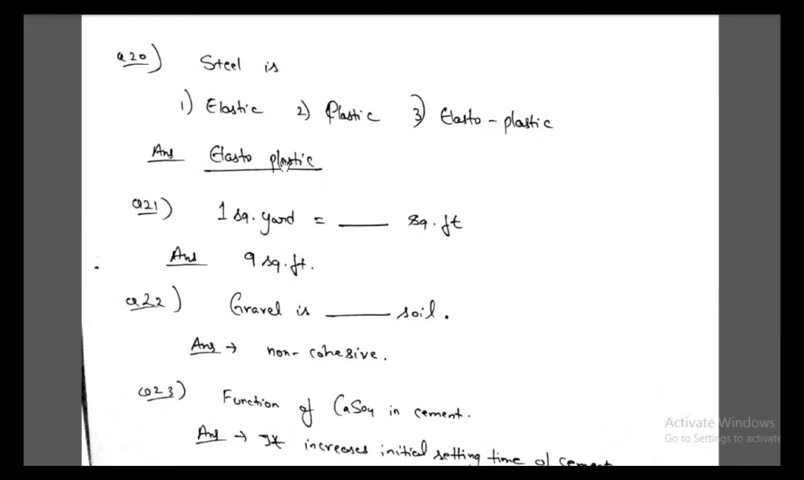 Q20) Steel is
1) Elastic 2) Plastic 3) Elasto-plastic
Ans Elasto plastic
Q21) 1 sq.yard = ____ sq.ft
Ans 9 sq.ft.
Q22) Gravel is ____ soil.
Ans → non-cohesive.
Q23) Function of CaSO4 in cement.
Ans → It increases initial setting time of cement
Activate Windows
Go to Settings to activate